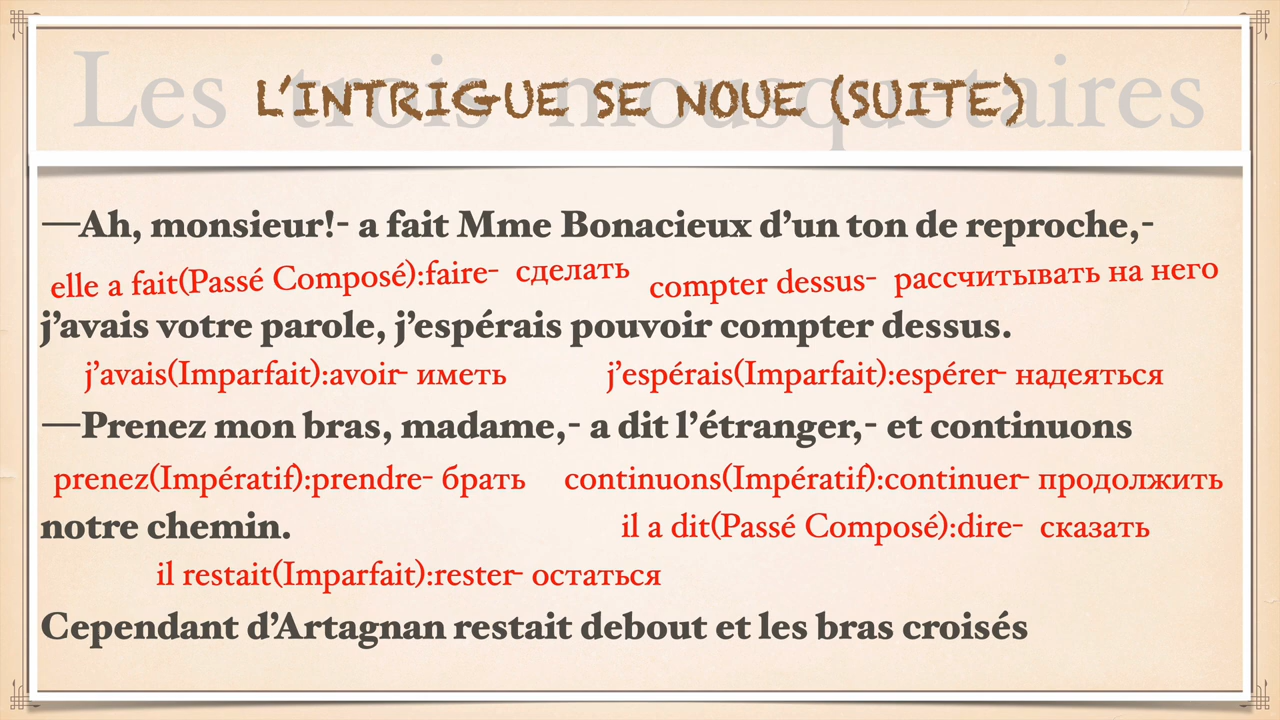 Les trois mousquetaires
L'INTRIGUE SE NOUE (SUITE)
—Ah, monsieur!- a fait Mme Bonacieux d'un ton de reproche,-
elle a fait(Passé Composé):faire- сделать compter dessus- рассчитывать на него
j'avais votre parole, j'espérais pouvoir compter dessus.
j'avais(Imparfait):avoir- иметь j'espérais(Imparfait):espérer- надеяться
—Prenez mon bras, madame,- a dit l'étranger,- et continuons
prenez(Impératif):prendre- брать continuons(Impératif):continuer- продолжить
notre chemin. il a dit(Passé Composé):dire- сказать
il restait(Imparfait):rester- остаться
Cependant d'Artagnan restait debout et les bras croisés